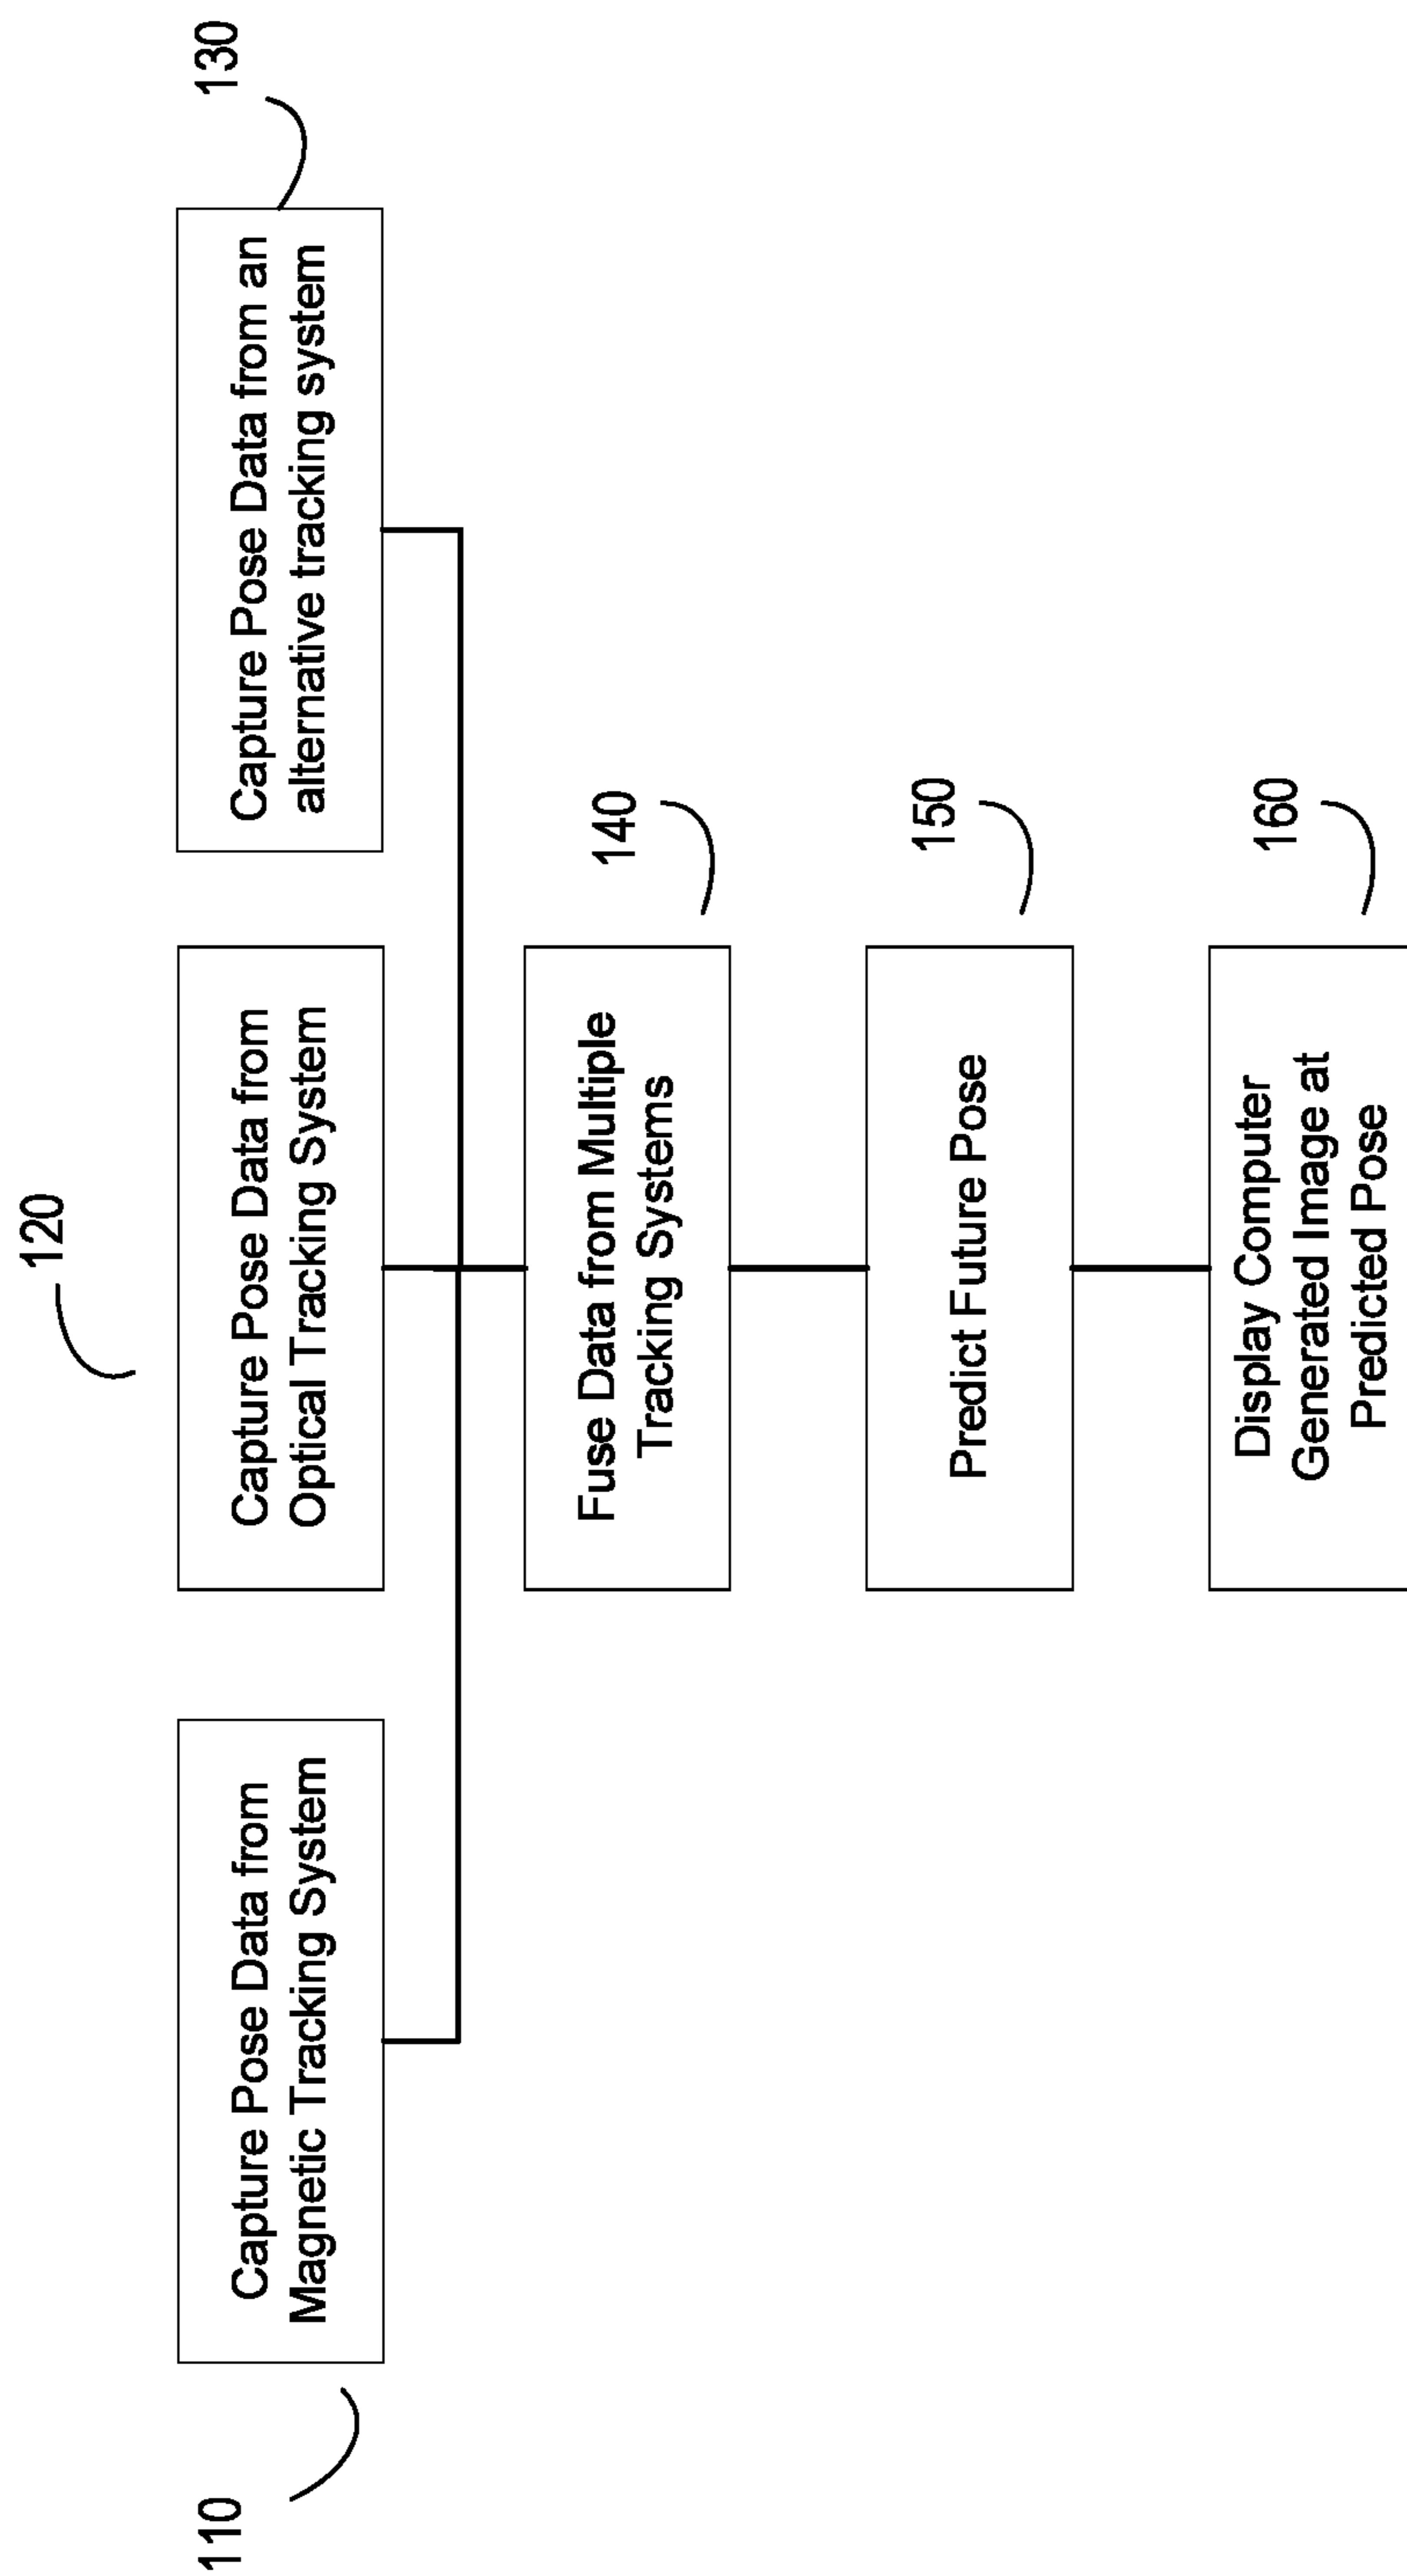 120
110
130
Capture Pose Data from
Magnetic Tracking System
Capture Pose Data from
Optical Tracking System
Capture Pose Data from an
alternative tracking system
Fuse Data from Multiple
Tracking Systems
140
Predict Future Pose
150
Display Computer
Generated Image at
Predicted Pose
160